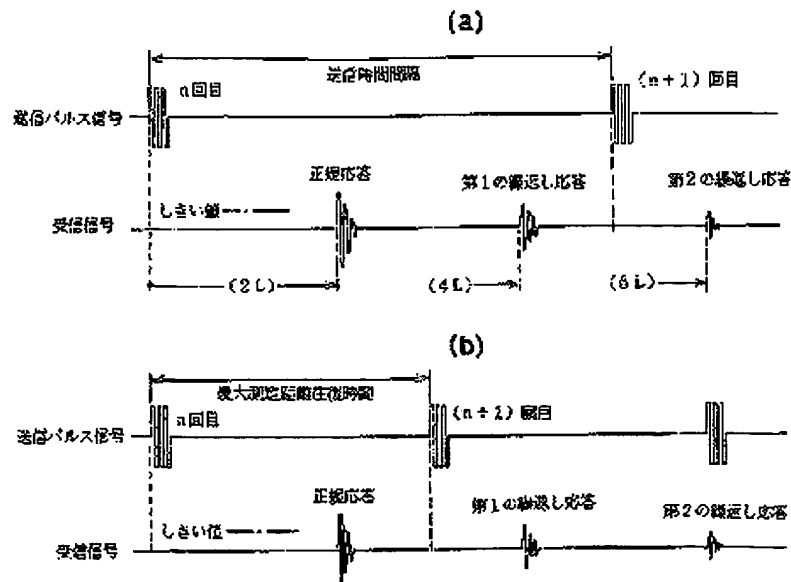 (a)
送信時間間隔
n回目
(n+1)回目
送信パルス信号
正規応答
第1の繰返し応答
第2の繰返し応答
しきい値
受信信号
(2L)
(4L)
(6L)
(b)
最大測定距離往復時間
n回目
(n+1)回目
送信パルス信号
正規応答
第1の繰返し応答
第2の繰返し応答
しきい値
受信信号